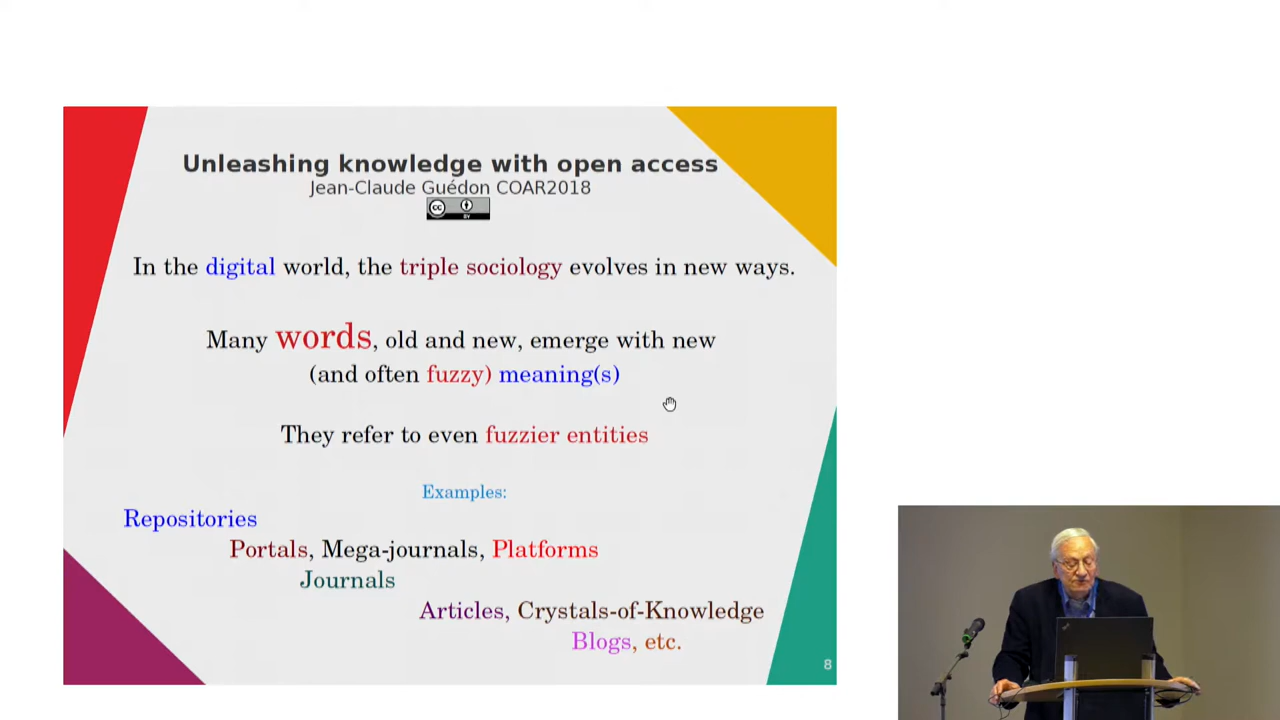 Unleashing knowledge with open access
Jean-Claude Guédon COAR2018
cc
BY
In the digital world, the triple sociology evolves in new ways.
Many words, old and new, emerge with new
(and often fuzzy) meaning(s)
They refer to even fuzzier entities
Examples:
Repositories
Portals, Mega-journals, Platforms
Journals
Articles, Crystals-of-Knowledge
Blogs, etc.
8